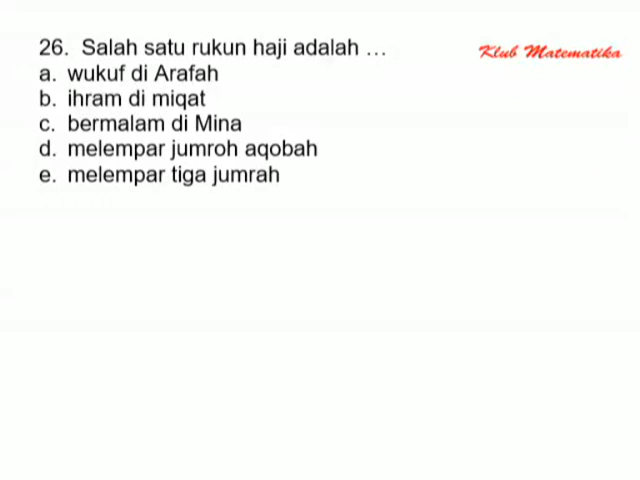 26. Salah satu rukun haji adalah ...
Klub Matematika
a. wukuf di Arafah
b. ihram di miqat
c. bermalam di Mina
d. melempar jumroh aqobah
e. melempar tiga jumrah